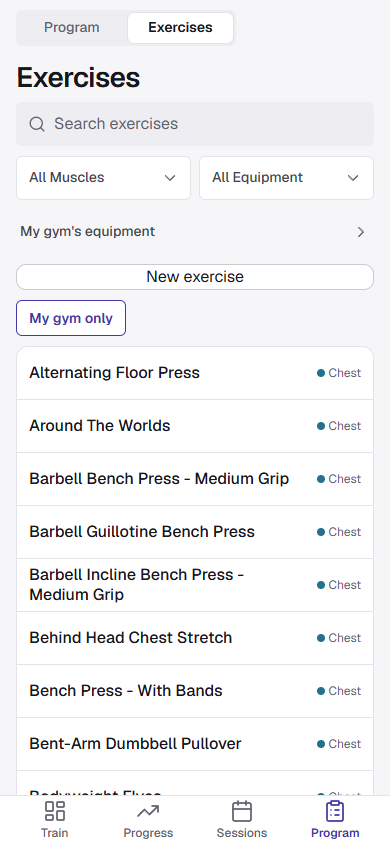 Program
Exercises
Exercises
Search exercises
All Muscles
All Equipment
My gym's equipment
New exercise
My gym only
Alternating Floor Press
Chest
Around The Worlds
Chest
Barbell Bench Press - Medium Grip
Chest
Barbell Guillotine Bench Press
Chest
Barbell Incline Bench Press -
Medium Grip
Chest
Behind Head Chest Stretch
Chest
Bench Press - With Bands
Chest
Bent-Arm Dumbbell Pullover
Chest
Bodyweight Flyes
Chest
Train
Progress
Sessions
Program